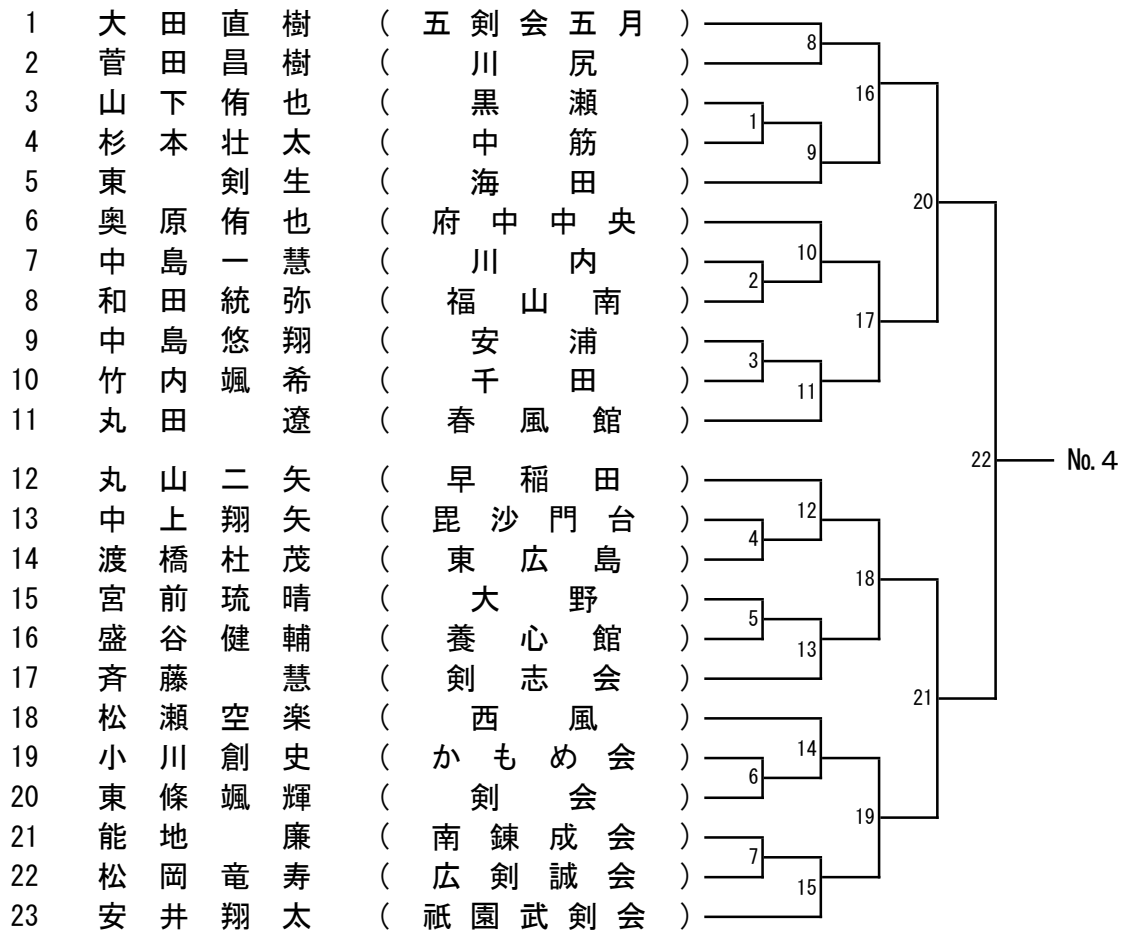 1 大田直樹 (五剣会五月) 8
2 菅田昌樹 (川尻)
3 山下侑也 (黒瀬) 16
4 杉本壮太 (中筋) 1
5 東剣生 (海田) 9
6 奥原侑也 (府中中央) 20
7 中島一慧 (川内) 10
8 和田統弥 (福山南) 2
9 中島悠翔 (安浦) 17
10 竹内颯希 (千田) 3
11 丸田遼 (春風館) 11
22 №4
12 丸山二矢 (早稲田)
13 中上翔矢 (毘沙門台) 12
14 渡橋杜茂 (東広島) 4
15 宮前琉晴 (大野) 18
16 盛谷健輔 (養心館) 5
17 斉藤慧 (剣志会) 13
18 松瀬空楽 (西風) 21
19 小川創史 (かもめ会) 14
20 東條颯輝 (剣会) 6
21 能地廉 (南錬成会) 19
22 松岡竜寿 (広剣誠会) 7
23 安井翔太 (祇園武剣会) 15